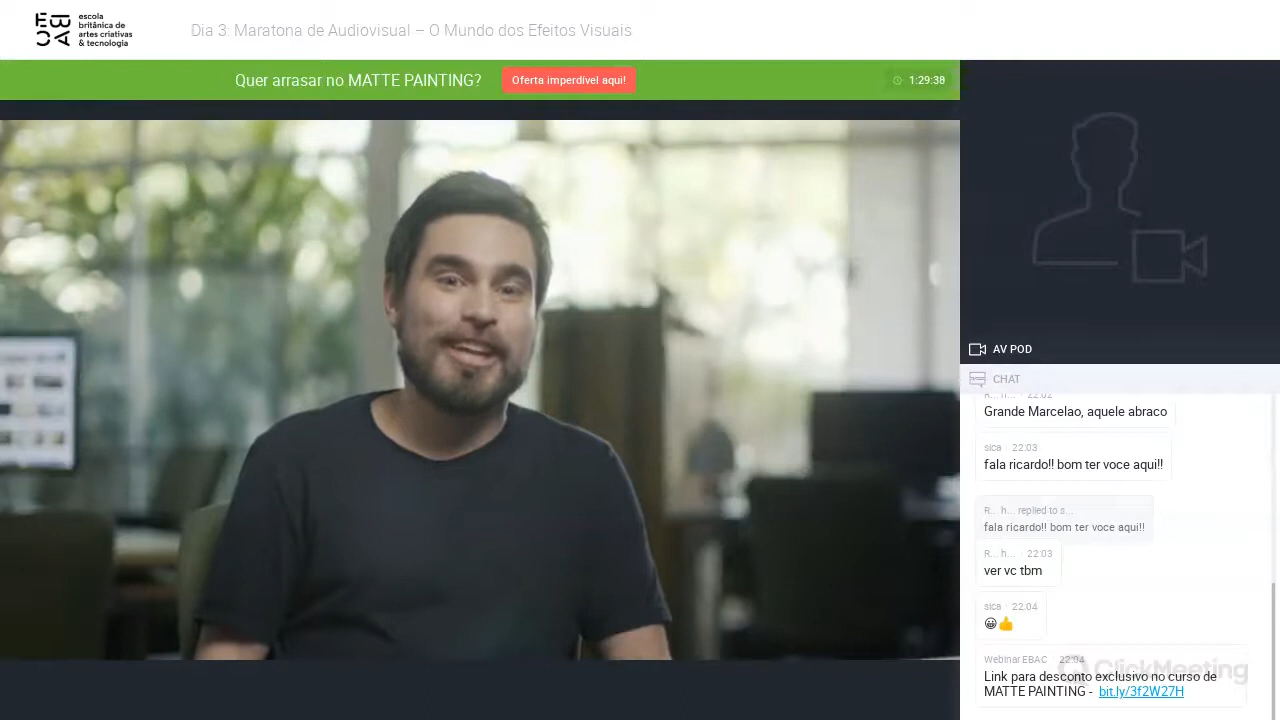 escola
britânica de
artes criativas
& tecnologia
EBAC
Dia 3: Maratona de Audiovisual – O Mundo dos Efeitos Visuais
Quer arrasar no MATTE PAINTING?
Oferta imperdível aqui!
1:29:38
AV POD
CHAT
R... h... · 22:02
Grande Marcelao, aquele abraco
sica · 22:03
fala ricardo!! bom ter voce aqui!!
R... h... replied to s...
fala ricardo!! bom ter voce aqui!!
R... h... · 22:03
ver vc tbm
sica · 22:04
😀👍
Webinar EBAC · 22:04
ClickMeeting
Link para desconto exclusivo no curso de
MATTE PAINTING - bit.ly/3f2W27H